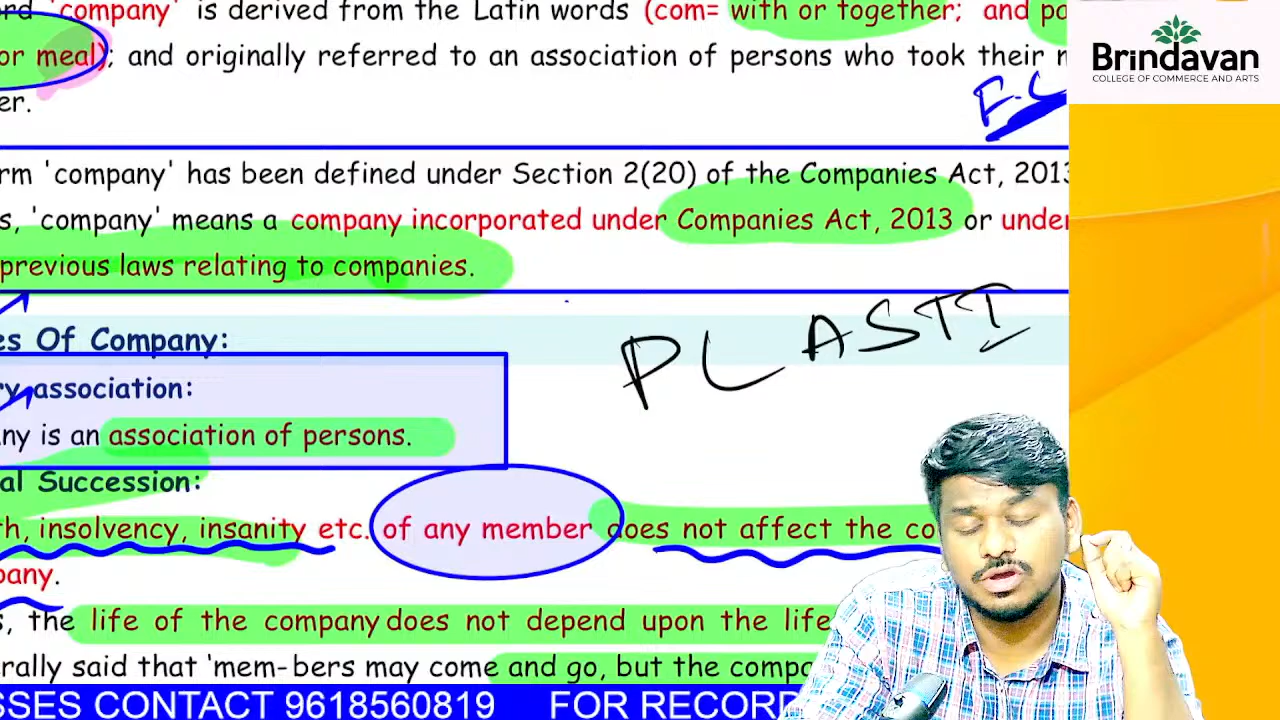 ord 'company' is derived from the Latin words (com= with or together; and pa
Brindavan
COLLEGE OF COMMERCE AND ARTS
or meal); and originally referred to an association of persons who took their m
er.
F.C
rm 'company' has been defined under Section 2(20) of the Companies Act, 2013
s, 'company' means a company incorporated under Companies Act, 2013 or under
previous laws relating to companies.
PLASTI
es Of Company:
ry association:
ny is an association of persons.
al Succession:
th, insolvency, insanity etc. of any member does not affect the co
pany.
s, the life of the company does not depend upon the life
erally said that 'mem-bers may come and go, but the compa
SSES CONTACT 9618560819 FOR RECORD